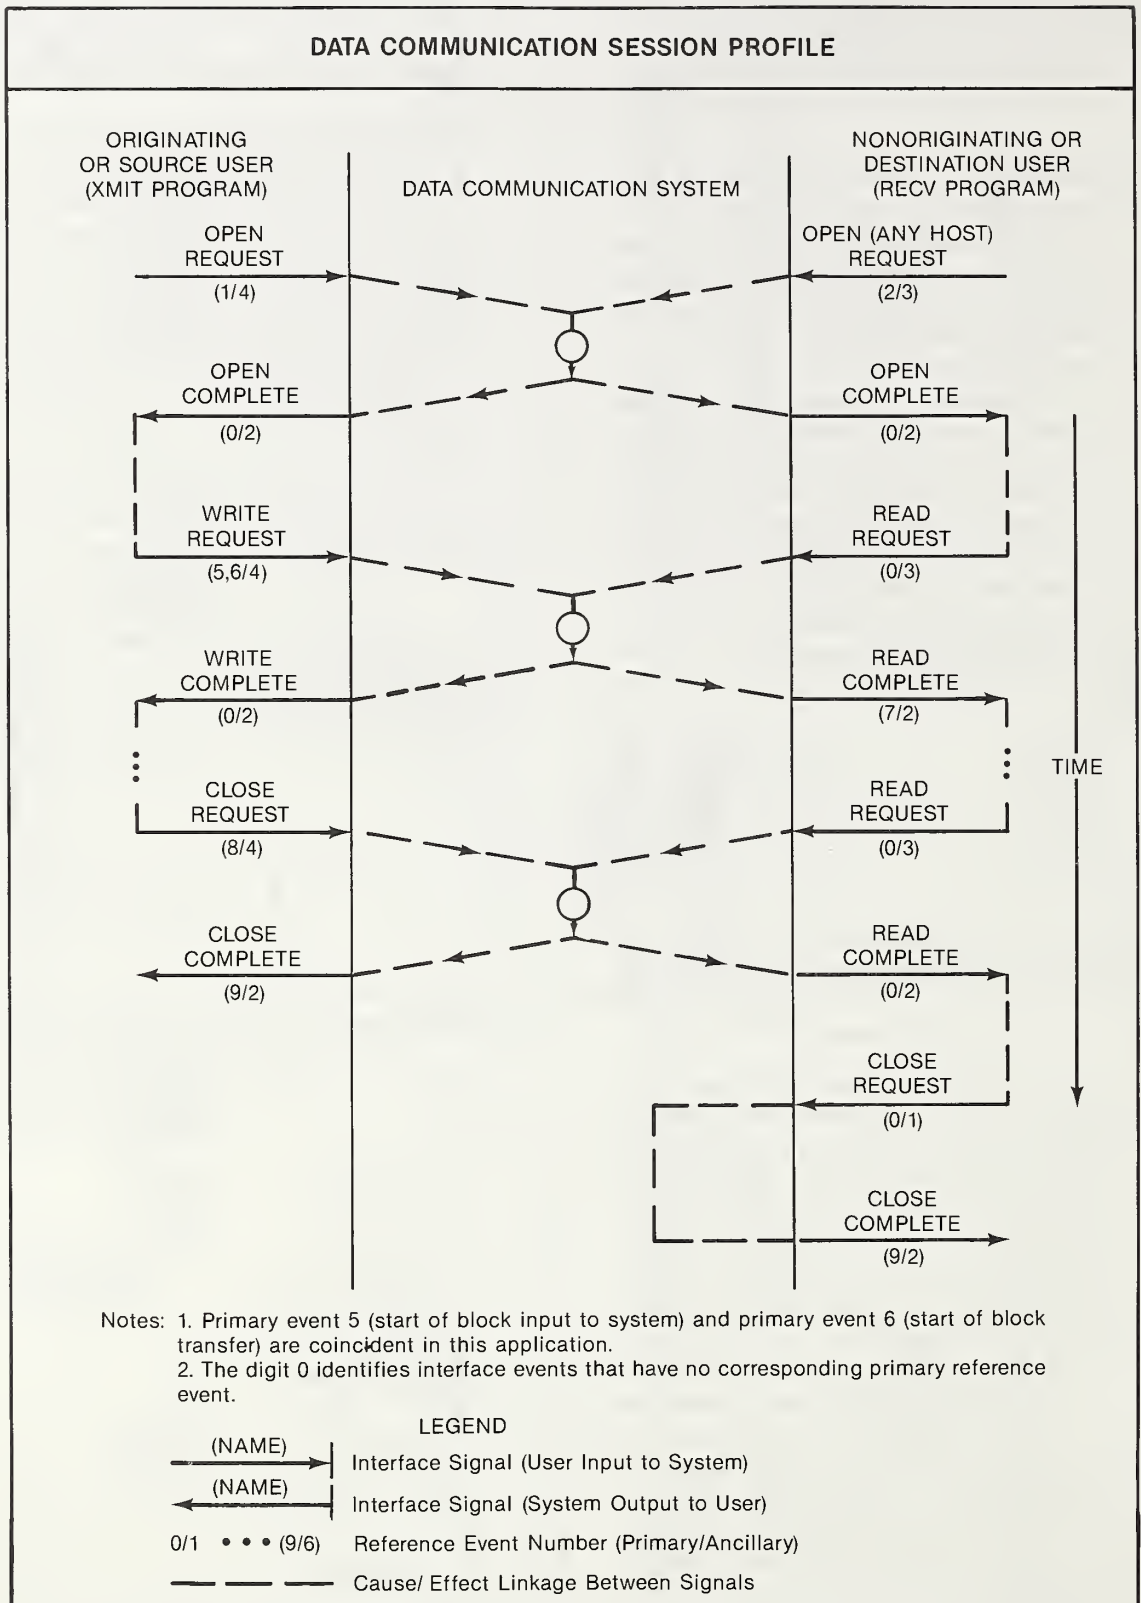 DATA COMMUNICATION SESSION PROFILE
ORIGINATING
OR SOURCE USER
(XMIT PROGRAM)
DATA COMMUNICATION SYSTEM
NONORIGINATING OR
DESTINATION USER
(RECV PROGRAM)
OPEN
REQUEST
(1/4)
OPEN (ANY HOST)
REQUEST
(2/3)
OPEN
COMPLETE
(0/2)
OPEN
COMPLETE
(0/2)
WRITE
REQUEST
(5,6/4)
READ
REQUEST
(0/3)
WRITE
COMPLETE
(0/2)
READ
COMPLETE
(7/2)
TIME
CLOSE
REQUEST
(8/4)
READ
REQUEST
(0/3)
CLOSE
COMPLETE
(9/2)
READ
COMPLETE
(0/2)
CLOSE
REQUEST
(0/1)
CLOSE
COMPLETE
(9/2)
Notes: 1. Primary event 5 (start of block input to system) and primary event 6 (start of block
transfer) are coincident in this application.
2. The digit 0 identifies interface events that have no corresponding primary reference
event.
LEGEND
(NAME)
Interface Signal (User Input to System)
(NAME)
Interface Signal (System Output to User)
0/1 • • • (9/6) Reference Event Number (Primary/Ancillary)
Cause/ Effect Linkage Between Signals